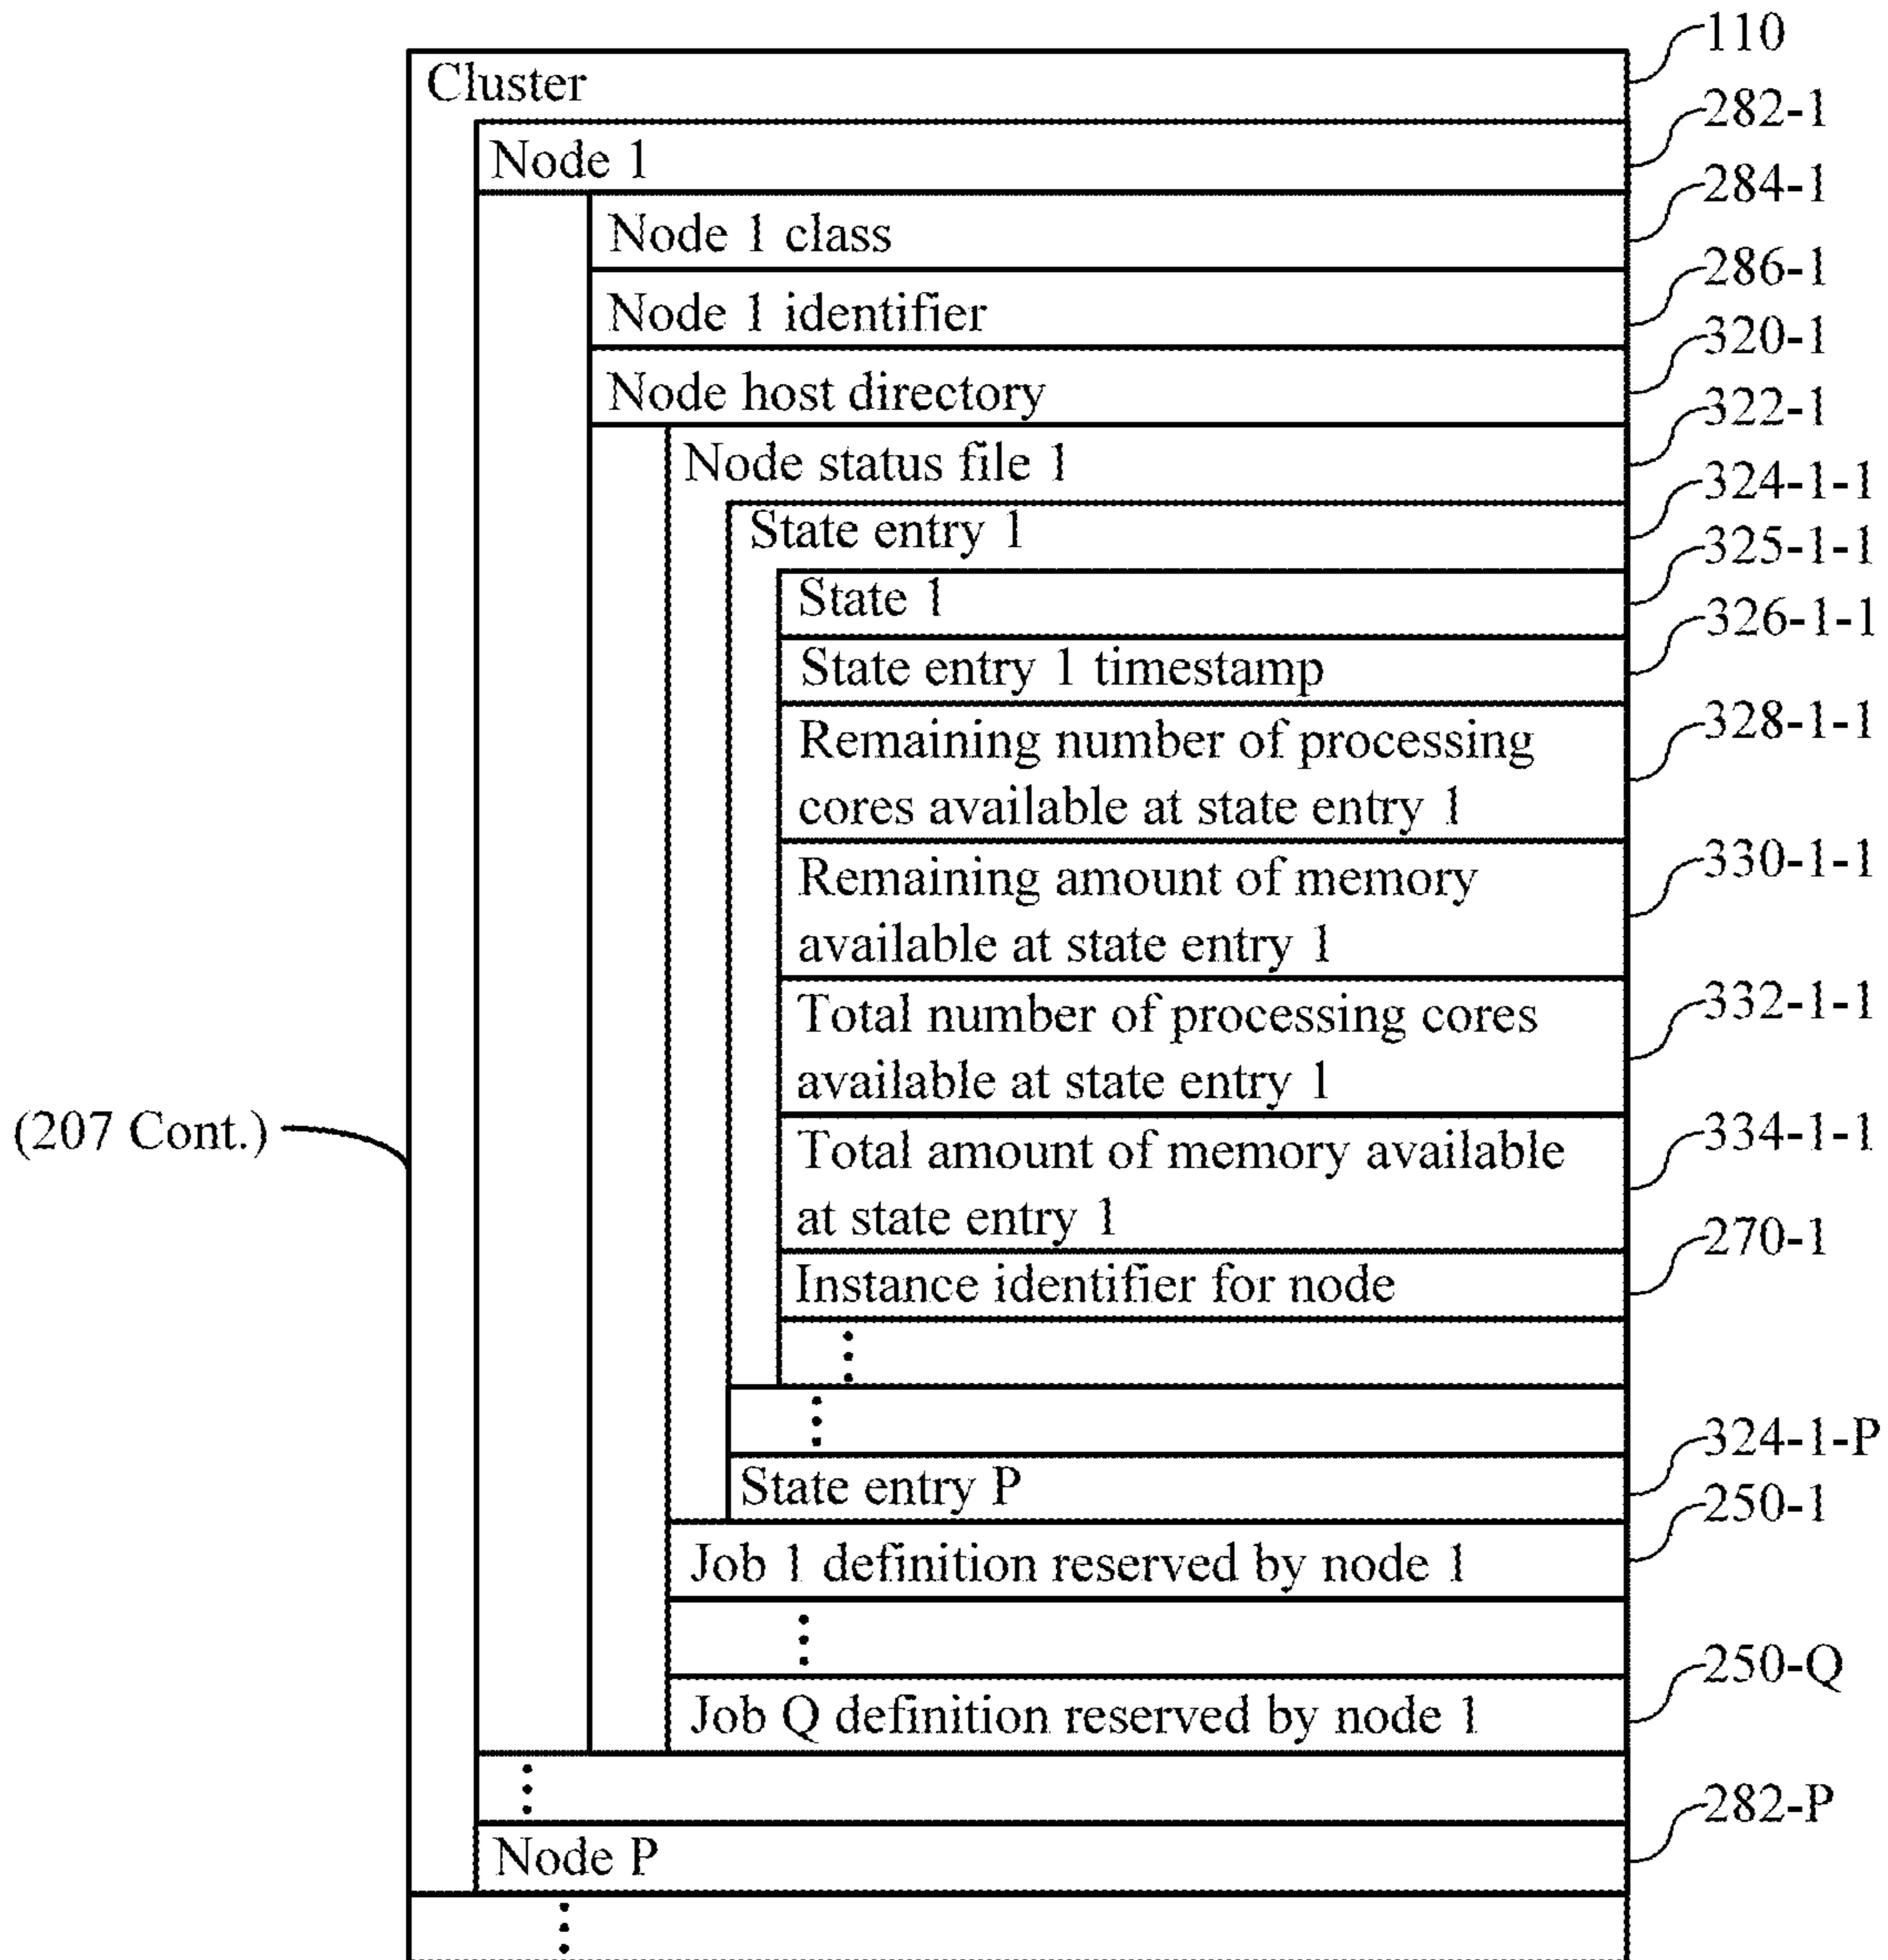 110
Cluster
282-1
Node 1
284-1
Node 1 class
286-1
Node 1 identifier
320-1
Node host directory
322-1
Node status file 1
324-1-1
State entry 1
325-1-1
State 1
326-1-1
State entry 1 timestamp
328-1-1
Remaining number of processing
cores available at state entry 1
330-1-1
Remaining amount of memory
available at state entry 1
332-1-1
Total number of processing cores
available at state entry 1
(207 Cont.)
334-1-1
Total amount of memory available
at state entry 1
270-1
Instance identifier for node
324-1-P
State entry P
250-1
Job 1 definition reserved by node 1
250-Q
Job Q definition reserved by node 1
282-P
Node P